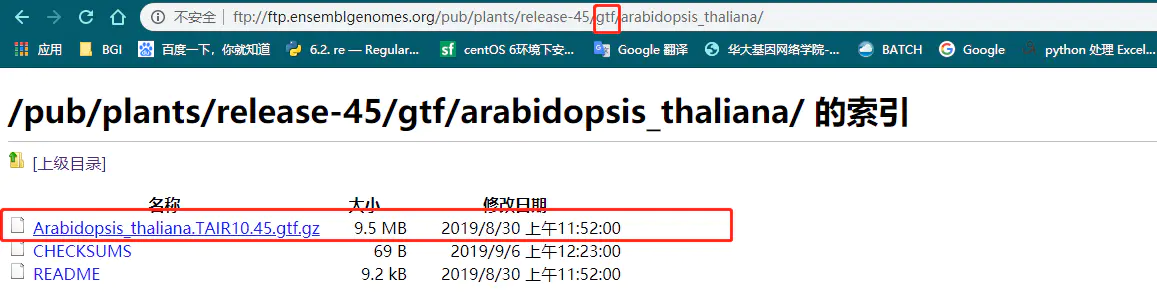 不安全 ftp://ftp.ensemblgenomes.org/pub/plants/release-45/gtf/arabidopsis_thaliana/
应用 BGI 百度一下，你就知道 6.2. re — Regular... sf centOS 6环境下安... Google 翻译 华大基因网络学院-... BATCH Google python 处理 Excel...
/pub/plants/release-45/gtf/arabidopsis_thaliana/ 的索引
[上级目录]
名称 大小 修改日期
Arabidopsis_thaliana.TAIR10.45.gtf.gz 9.5 MB 2019/8/30 上午11:52:00
CHECKSUMS 69 B 2019/9/6 上午12:23:00
README 9.2 kB 2019/8/30 上午11:52:00